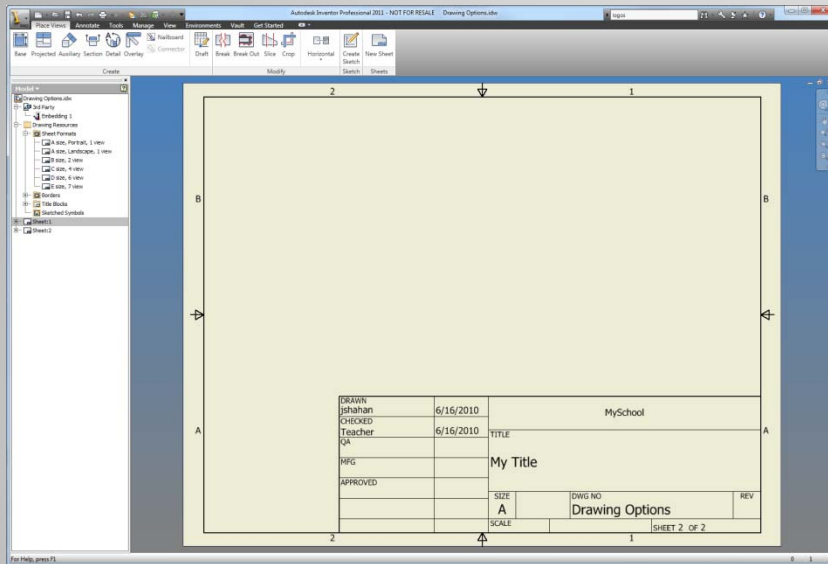 Autodesk Inventor Professional 2011 - NOT FOR RESALE Drawing Options.idw
logos
Place Views Annotate Tools Manage View Environments Vault Get Started
Base Projected Auxiliary Section Detail Overlay
Nailboard
Connector
Draft Break Break Out Slice Crop Horizontal Create Sketch New Sheet
Create Modify Sketch Sheets
Model
Drawing Options.idw
3rd Party
Embedding 1
Drawing Resources
Sheet Formats
A size, Portrait, 1 view
A size, Landscape, 1 view
B size, 2 view
C size, 4 view
D size, 6 view
E size, 7 view
Borders
Title Blocks
Sketched Symbols
Sheet:1
Sheet:2
2 1
B B
A A
DRAWN
jshahan 6/16/2010
CHECKED
Teacher 6/16/2010
QA
MFG
APPROVED
MySchool
TITLE
My Title
SIZE DWG NO REV
A Drawing Options
SCALE SHEET 2 OF 2
2 1
For Help, press F1 0 1